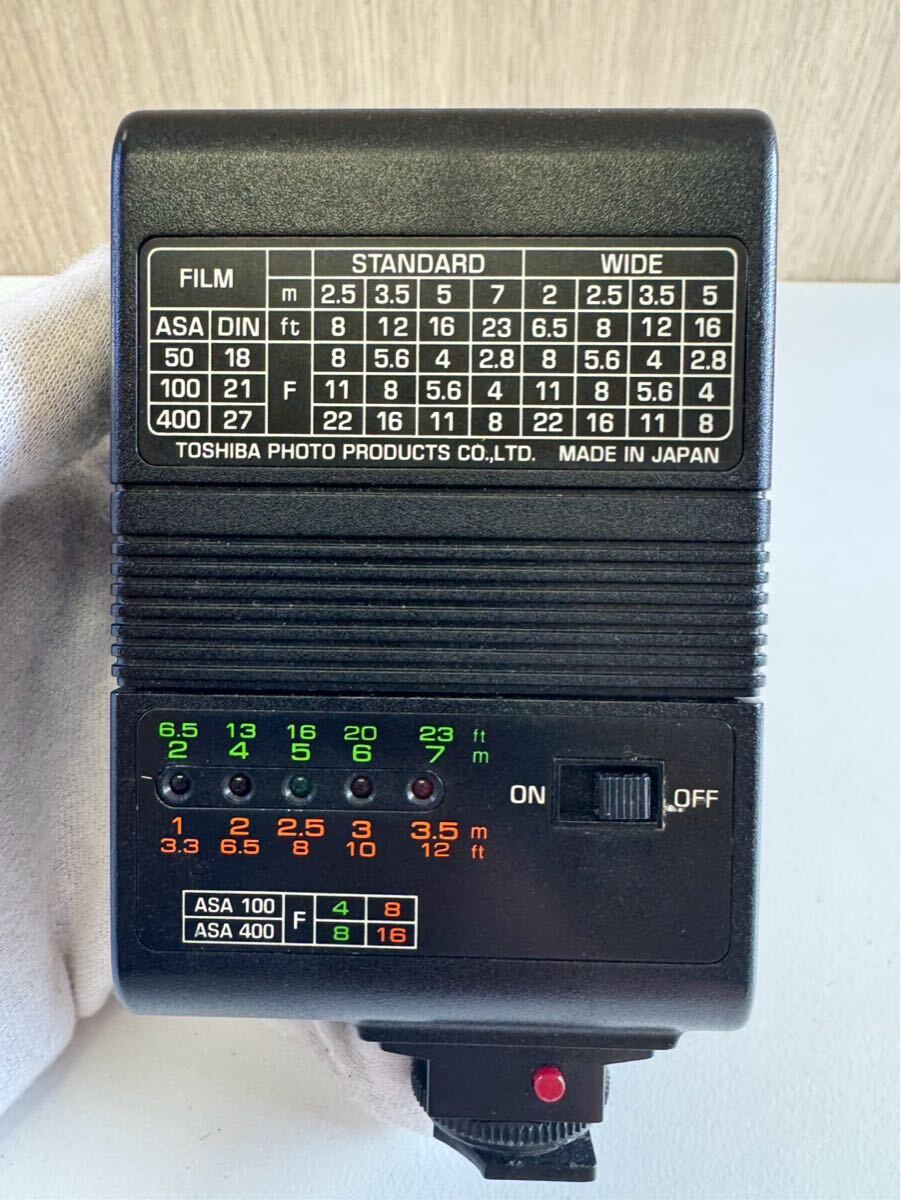 FILM STANDARD WIDE
m 2.5 3.5 5 7 2 2.5 3.5 5
ASA DIN ft 8 12 16 23 6.5 8 12 16
50 18 8 5.6 4 2.8 8 5.6 4 2.8
100 21 F 11 8 5.6 4 11 8 5.6 4
400 27 22 16 11 8 22 16 11 8
TOSHIBA PHOTO PRODUCTS CO.,LTD. MADE IN JAPAN
6.5 13 16 20 23 ft
2 4 5 6 7 m
ON OFF
1 2 2.5 3 3.5 m
3.3 6.5 8 10 12 ft
ASA 100 F 4 8
ASA 400 8 16